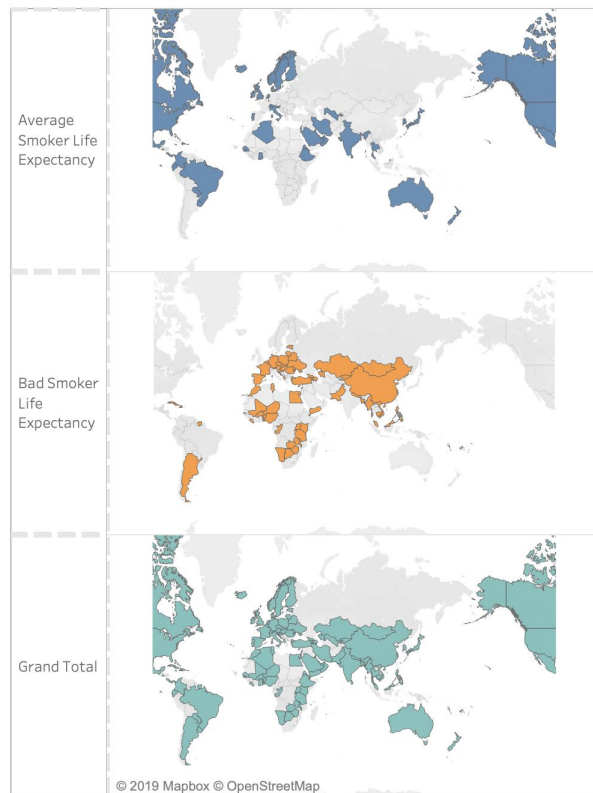 Average
Smoker Life
Expectancy
Bad Smoker
Life
Expectancy
Grand Total
© 2019 Mapbox © OpenStreetMap